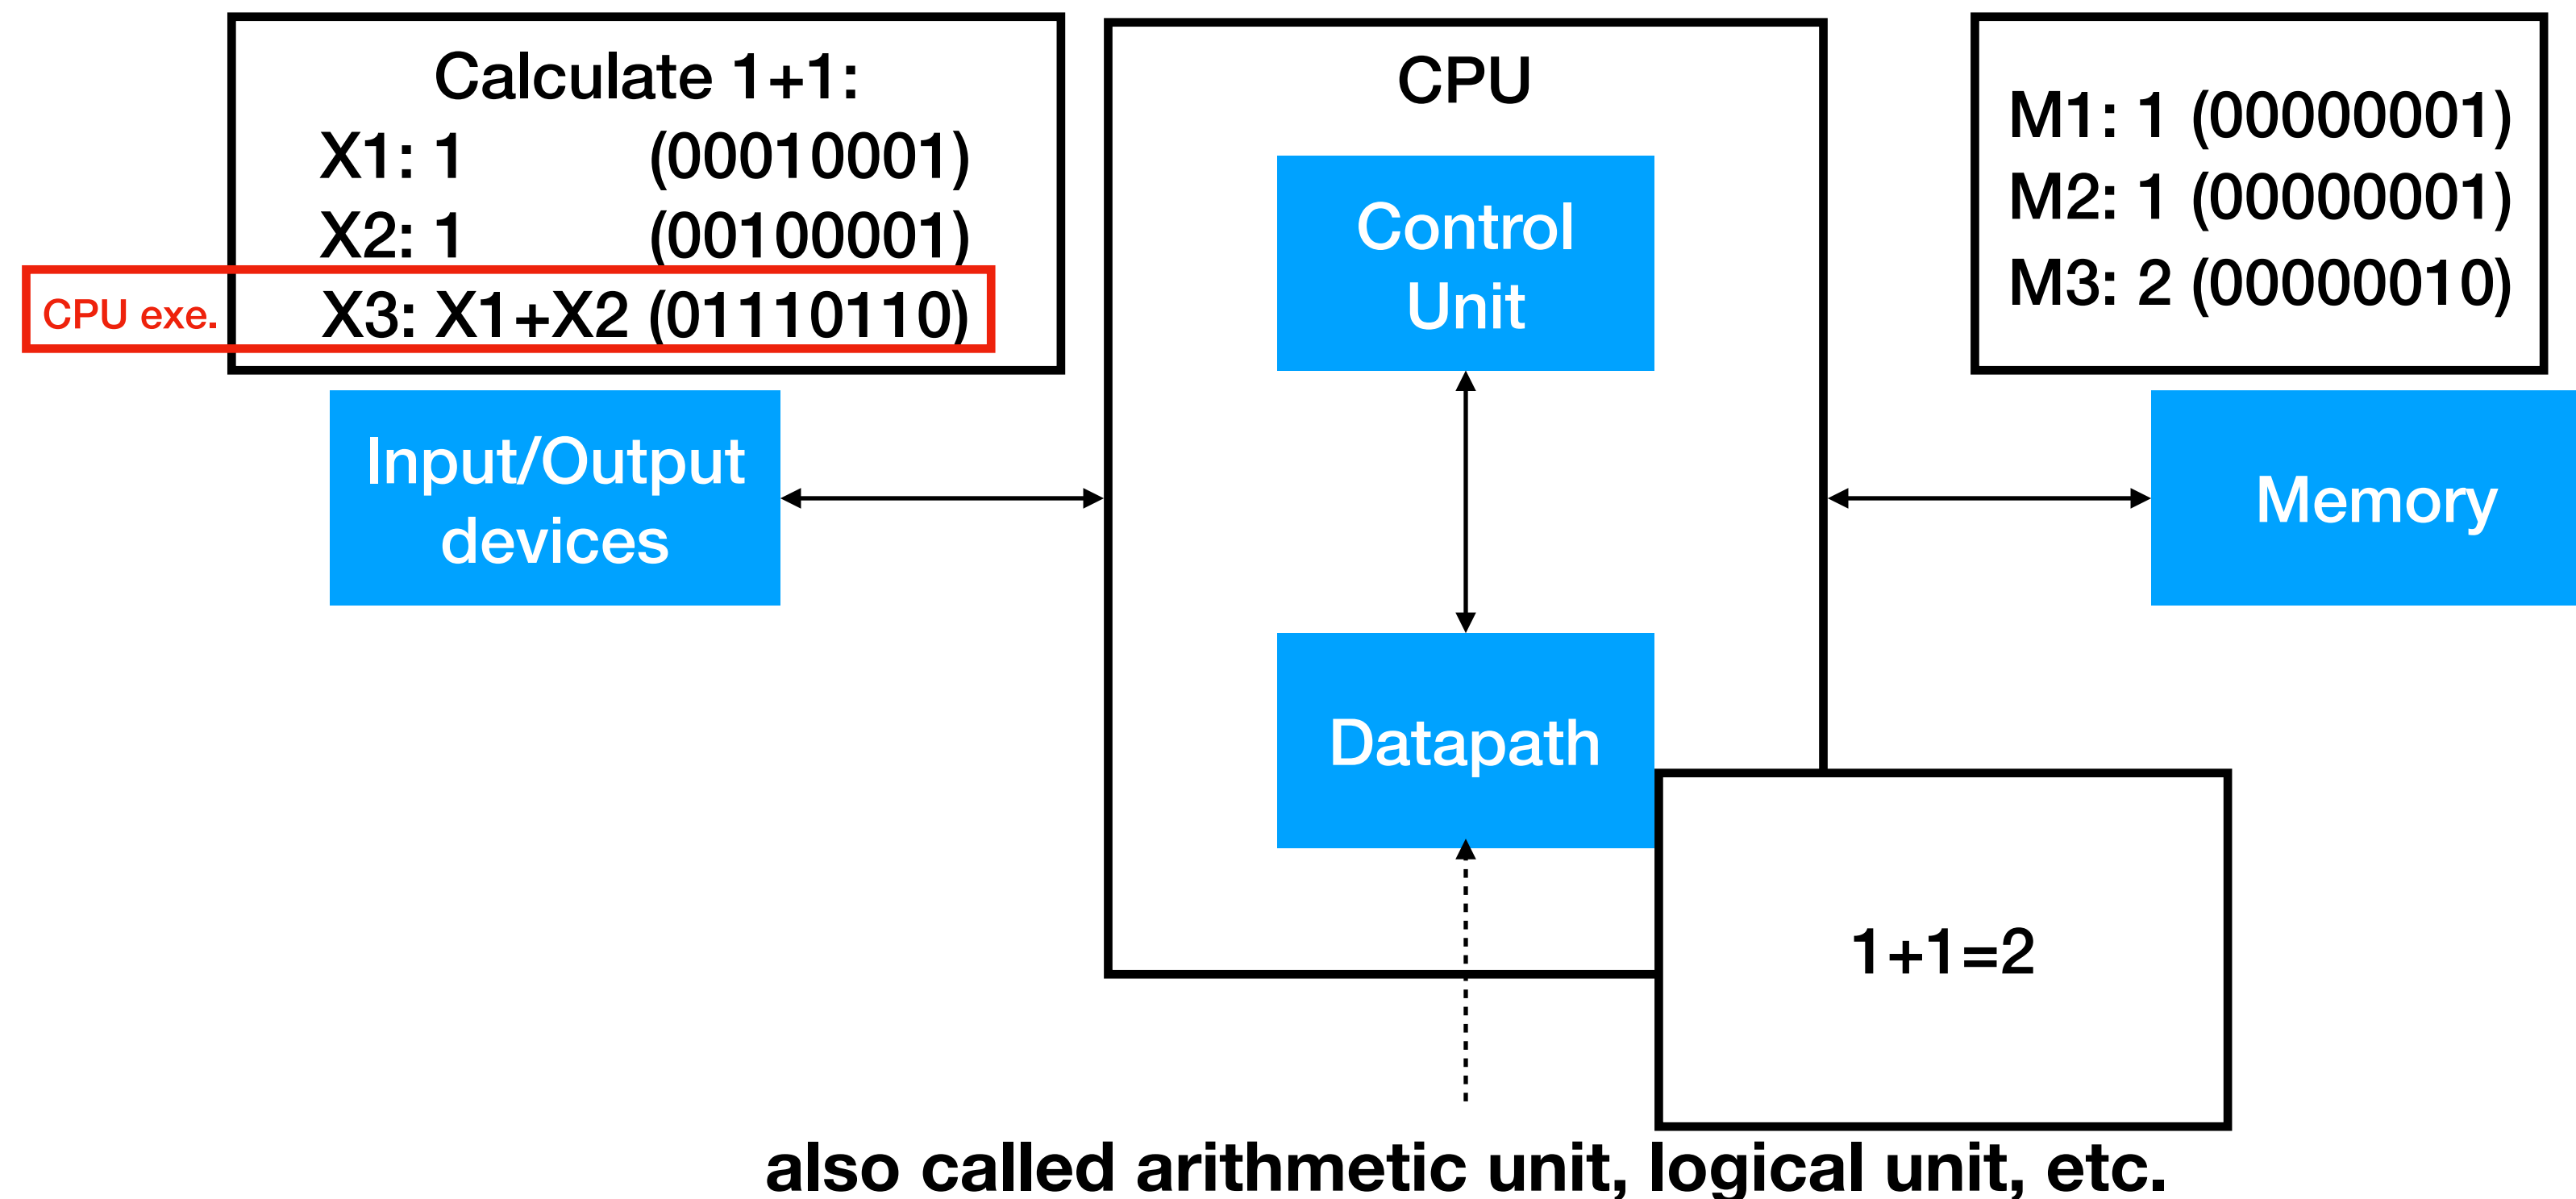 Calculate 1+1:
X1: 1 (00010001)
X2: 1 (00100001)
CPU exe.
X3: X1+X2 (01110110)
Input/Output
devices
CPU
Control
Unit
Datapath
M1: 1 (00000001)
M2: 1 (00000001)
M3: 2 (00000010)
Memory
1+1=2
also called arithmetic unit, logical unit, etc.